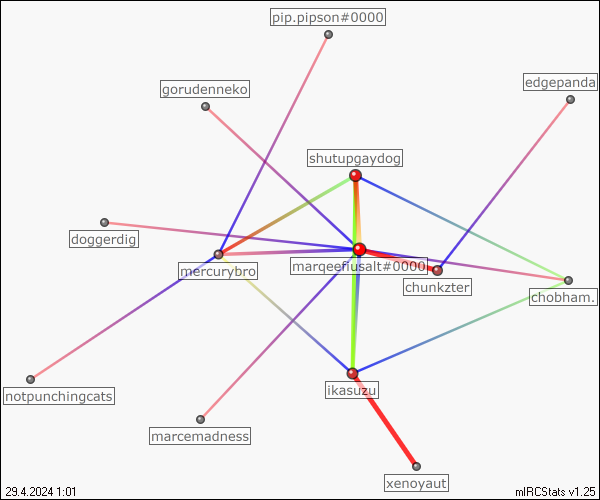 pip.pipson#0000
edgepanda
gorudenneko
shutupgaydog
doggerdig
mercurybro
marqeefiusalt#0000
chunkzter
chobham.
ikasuzu
notpunchingcats
marcemadness
xenoyaut
29.4.2024 1:01
mIRCStats v1.25